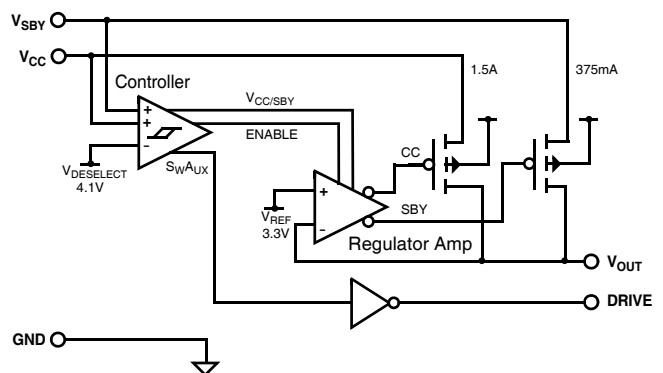 VSBY
VCC
Controller
1.5A
375mA
+
+
–
VCC/SBY
ENABLE
VDESELECT
4.1V
SWAUX
CC
+
–
VREF
3.3V
SBY
Regulator Amp
VOUT
DRIVE
GND